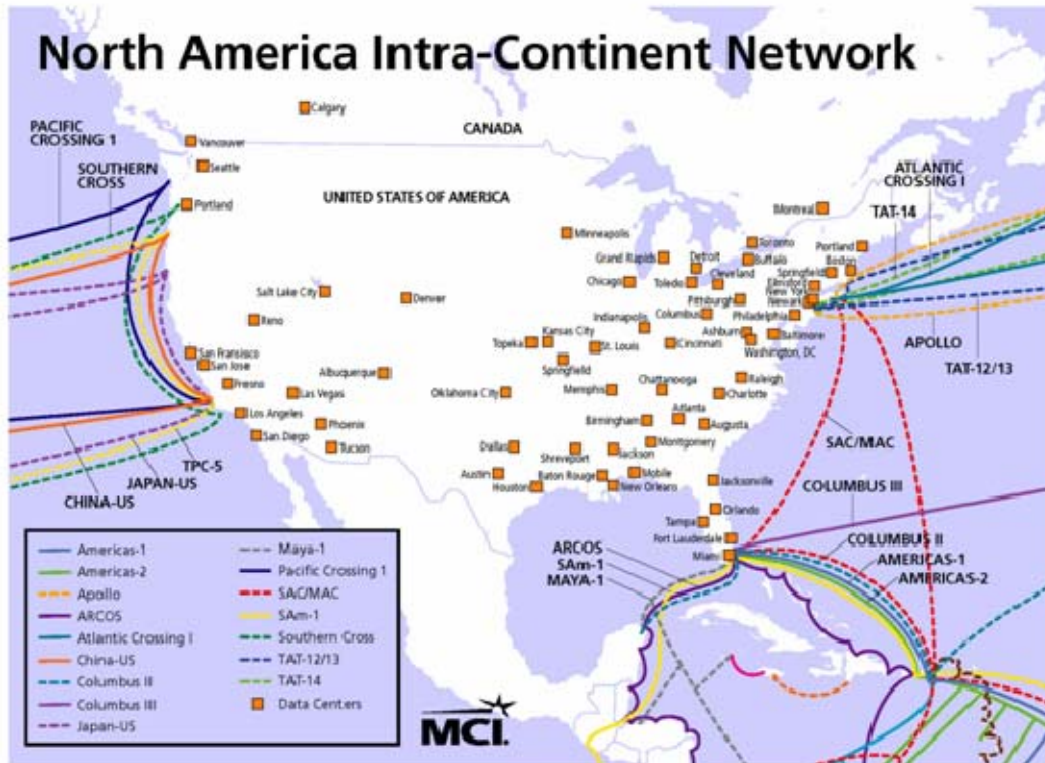 North America Intra-Continent Network
Calgary
PACIFIC
CROSSING 1
CANADA
Vancouver
SOUTHERN
CROSS
Seattle
ATLANTIC
CROSSING I
UNITED STATES OF AMERICA
Portland
Montreal
TAT-14
Minneapolis
Toronto
Portland
Grand Rapids
Detroit
Buffalo
Boston
Chicago
Toledo
Cleveland
Springfield
Elmsford
New York
Salt Lake City
Denver
Pittsburgh
Newark
Reno
Indianapolis
Columbus
Philadelphia
Kansas City
Ashburn
Baltimore
APOLLO
Topeka
St. Louis
Cincinnati
Washington, DC
San Fransisco
San Jose
Springfield
TAT-12/13
Albuquerque
Chattanooga
Raleigh
Fresno
Las Vegas
Oklahoma City
Memphis
Charlotte
Los Angeles
Phoenix
Birmingham
Atlanta
Augusta
San Diego
Tucson
Dallas
Montgomery
SAC/MAC
Shreveport
Jackson
TPC-5
Austin
Baton Rouge
Mobile
JAPAN-US
Houston
New Orleans
Jacksonville
COLUMBUS III
CHINA-US
Orlando
Tampa
Fort Lauderdale
COLUMBUS II
ARCOS
Miami
AMERICAS-1
SAm-1
AMERICAS-2
MAYA-1
Americas-1
Americas-2
Apollo
ARCOS
Atlantic Crossing I
China-US
Columbus II
Columbus III
Japan-US
Maya-1
Pacific Crossing 1
SAC/MAC
SAm-1
Southern Cross
TAT-12/13
TAT-14
Data Centers
MCI.